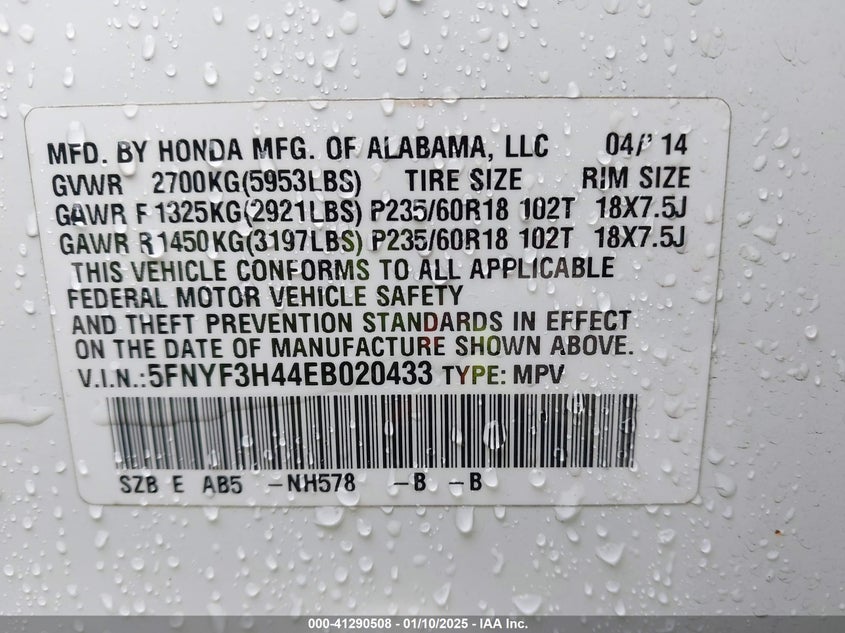 MFD. BY HONDA MFG. OF ALABAMA, LLC 04/' 14
GVWR 2700KG(5953LBS) TIRE SIZE RIM SIZE
GAWR F 1325KG(2921LBS) P235/60R18 102T 18X7.5J
GAWR R 1450KG(3197LBS) P235/60R18 102T 18X7.5J
THIS VEHICLE CONFORMS TO ALL APPLICABLE
FEDERAL MOTOR VEHICLE SAFETY
AND THEFT PREVENTION STANDARDS IN EFFECT
ON THE DATE OF MANUFACTURE SHOWN ABOVE.
V.I.N.:5FNYF3H44EB020433 TYPE: MPV
SZB E AB5 -NH578 -B -B
000-41290508 - 01/10/2025 - IAA Inc.